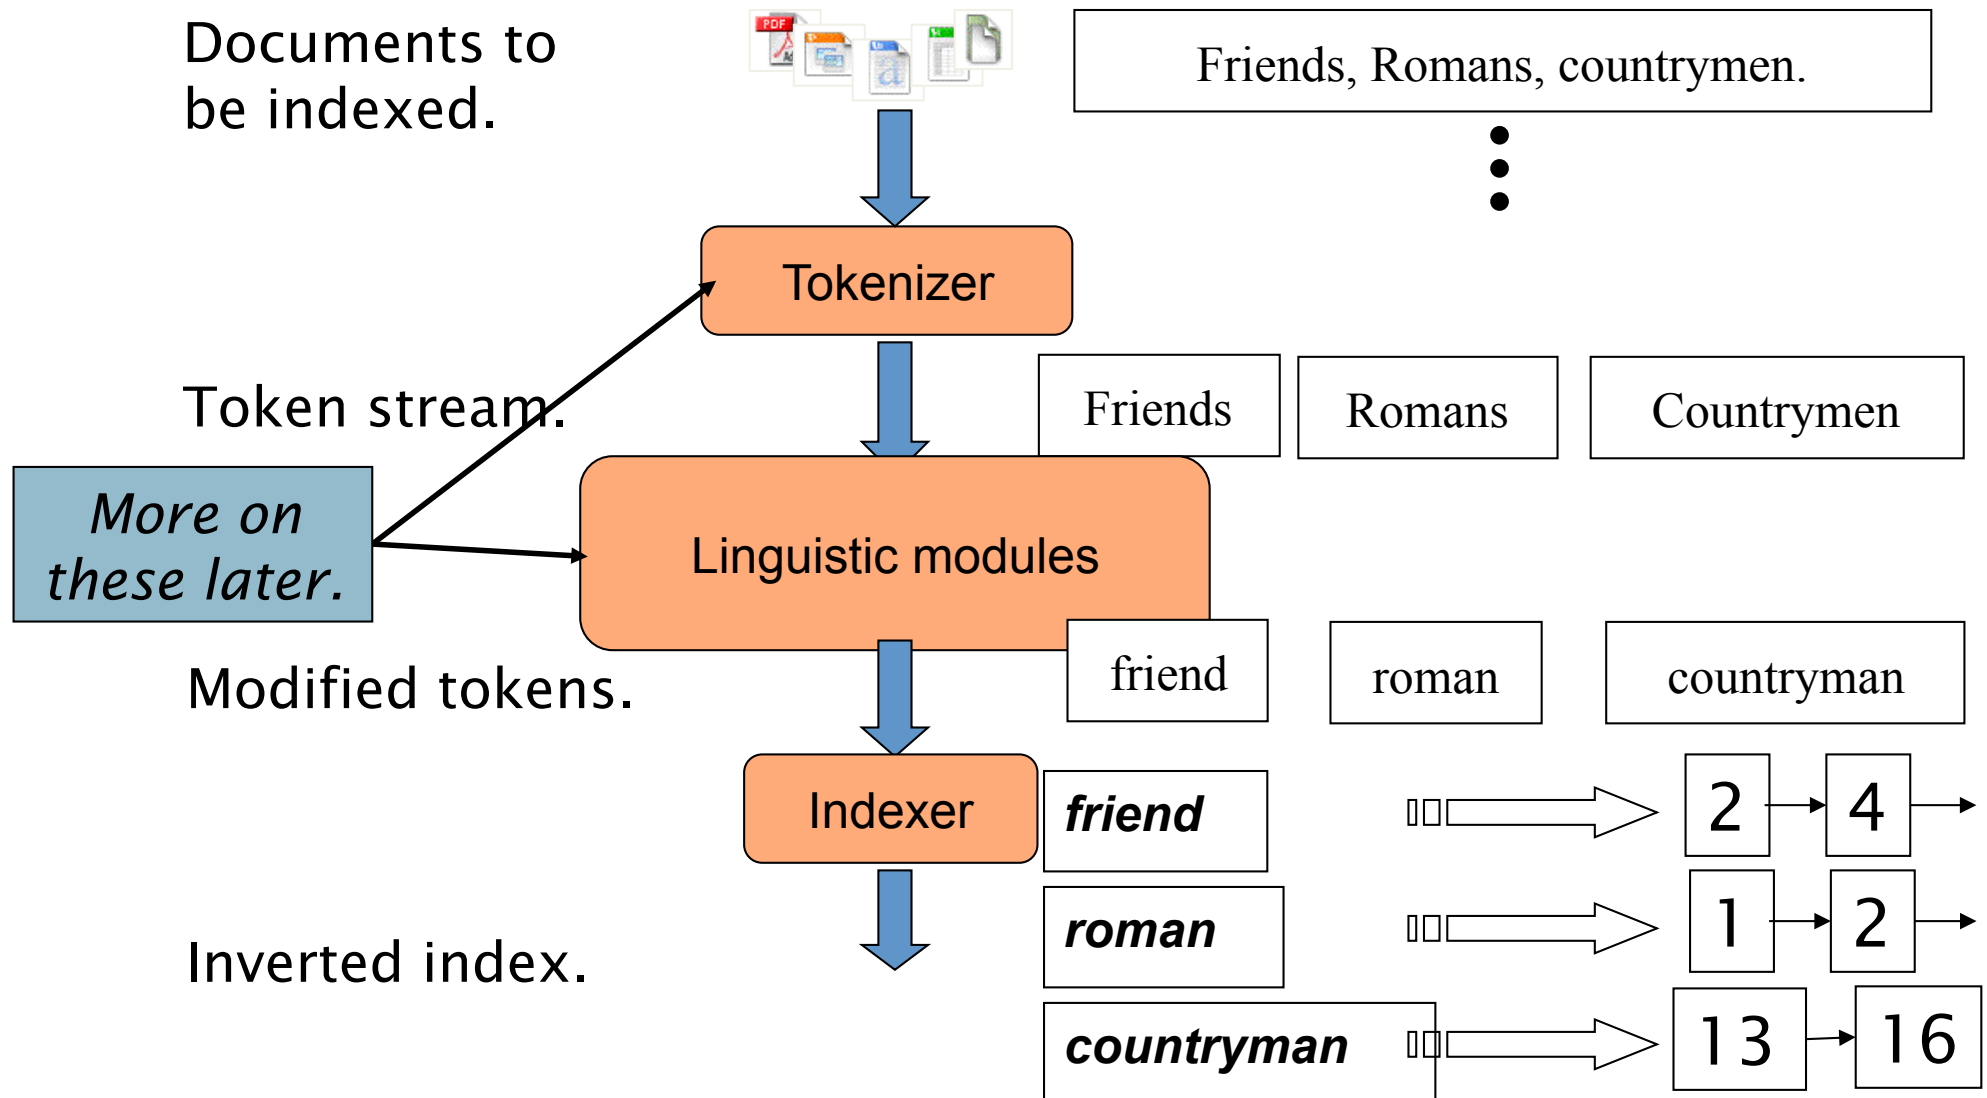 Documents to
be indexed.
PDF
Friends, Romans, countrymen.
Tokenizer
Token stream.
Friends
Romans
Countrymen
More on
these later.
Linguistic modules
Modified tokens.
friend
roman
countryman
Indexer
friend
2
4
roman
1
2
Inverted index.
countryman
13
16